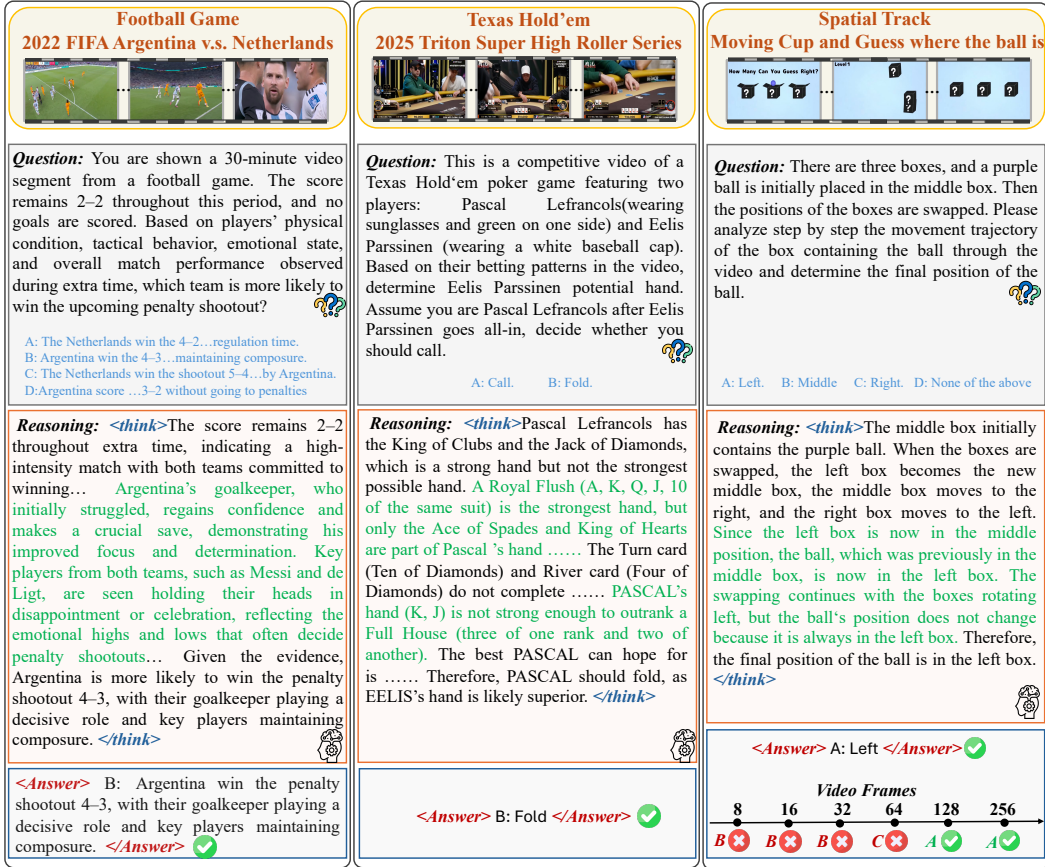 Football Game
2022 FIFA Argentina v.s. Netherlands
Question: You are shown a 30-minute video
segment from a football game. The score
remains 2–2 throughout this period, and no
goals are scored. Based on players' physical
condition, tactical behavior, emotional state,
and overall match performance observed
during extra time, which team is more likely to
win the upcoming penalty shootout?
A: The Netherlands win the 4–2…regulation time.
B: Argentina win the 4–3…maintaining composure.
C: The Netherlands win the shootout 5–4…by Argentina.
D:Argentina score …3–2 without going to penalties
Reasoning: <think>The score remains 2–2
throughout extra time, indicating a high-
intensity match with both teams committed to
winning… Argentina's goalkeeper, who
initially struggled, regains confidence and
makes a crucial save, demonstrating his
improved focus and determination. Key
players from both teams, such as Messi and de
Ligt, are seen holding their heads in
disappointment or celebration, reflecting the
emotional highs and lows that often decide
penalty shootouts… Given the evidence,
Argentina is more likely to win the penalty
shootout 4–3, with their goalkeeper playing a
decisive role and key players maintaining
composure. </think>
<Answer> B: Argentina win the penalty
shootout 4–3, with their goalkeeper playing a
decisive role and key players maintaining
composure. </Answer>
Texas Hold'em
2025 Triton Super High Roller Series
Question: This is a competitive video of a
Texas Hold'em poker game featuring two
players: Pascal Lefrancols(wearing
sunglasses and green on one side) and Eelis
Parssinen (wearing a white baseball cap).
Based on their betting patterns in the video,
determine Eelis Parssinen potential hand.
Assume you are Pascal Lefrancols after Eelis
Parssinen goes all-in, decide whether you
should call.
A: Call. B: Fold.
Reasoning: <think>Pascal Lefrancols has
the King of Clubs and the Jack of Diamonds,
which is a strong hand but not the strongest
possible hand. A Royal Flush (A, K, Q, J, 10
of the same suit) is the strongest hand, but
only the Ace of Spades and King of Hearts
are part of Pascal 's hand …… The Turn card
(Ten of Diamonds) and River card (Four of
Diamonds) do not complete …… PASCAL's
hand (K, J) is not strong enough to outrank a
Full House (three of one rank and two of
another). The best PASCAL can hope for
is …… Therefore, PASCAL should fold, as
EELIS's hand is likely superior. </think>
<Answer> B: Fold </Answer>
Spatial Track
Moving Cup and Guess where the ball is
How Many Can You Guess Right?
? ? ?
Level 1
?
?
? ? ?
Question: There are three boxes, and a purple
ball is initially placed in the middle box. Then
the positions of the boxes are swapped. Please
analyze step by step the movement trajectory
of the box containing the ball through the
video and determine the final position of the
ball.
A: Left. B: Middle C: Right. D: None of the above
Reasoning: <think>The middle box initially
contains the purple ball. When the boxes are
swapped, the left box becomes the new
middle box, the middle box moves to the
right, and the right box moves to the left.
Since the left box is now in the middle
position, the ball, which was previously in the
middle box, is now in the left box. The
swapping continues with the boxes rotating
left, but the ball's position does not change
because it is always in the left box. Therefore,
the final position of the ball is in the left box.
</think>
<Answer> A: Left </Answer>
Video Frames
8 16 32 64 128 256
B B B C A A